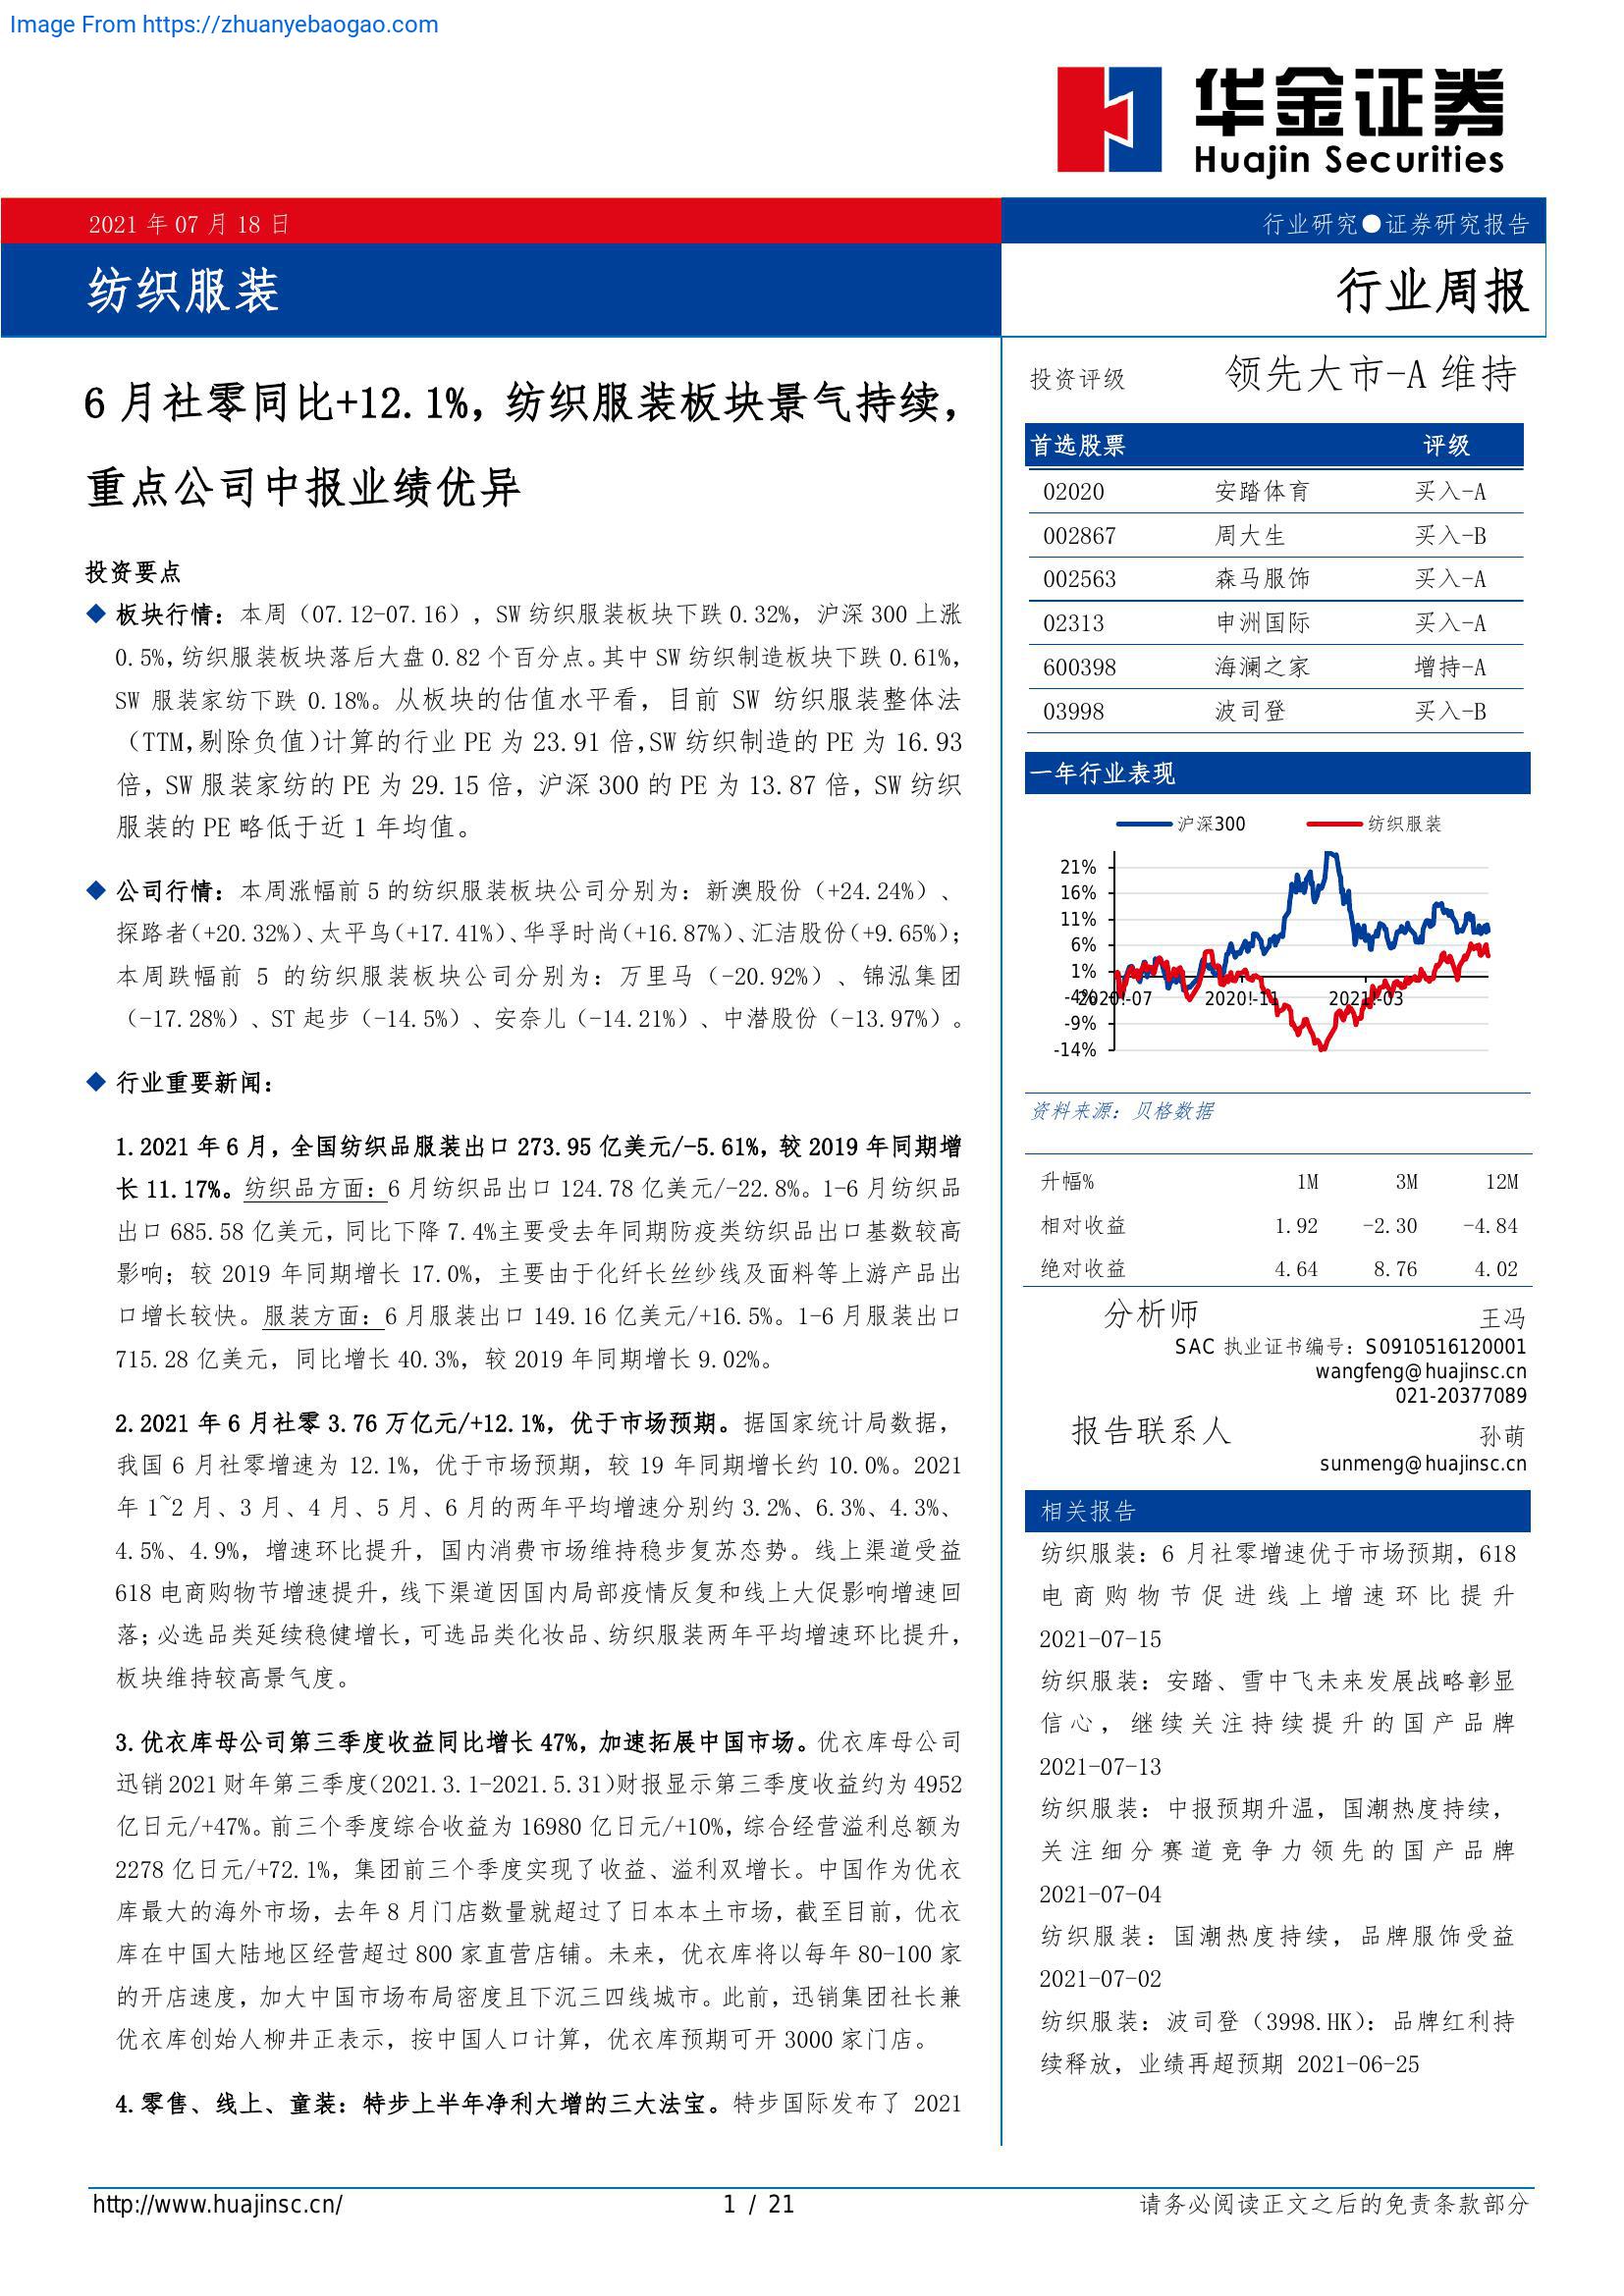 Image From https://zhuanyebaogao.com
华金证券
Huajin Securities
2021 年 07 月 18 日
行业研究●证券研究报告
纺织服装
行业周报
6 月社零同比+12.1%，纺织服装板块景气持续，
重点公司中报业绩优异
投资要点
◆ 板块行情：本周（07.12-07.16），SW 纺织服装板块下跌 0.32%，沪深 300 上涨
0.5%，纺织服装板块落后大盘 0.82 个百分点。其中 SW 纺织制造板块下跌 0.61%，
SW 服装家纺下跌 0.18%。从板块的估值水平看，目前 SW 纺织服装整体法
（TTM，剔除负值）计算的行业 PE 为 23.91 倍，SW 纺织制造的 PE 为 16.93
倍，SW 服装家纺的 PE 为 29.15 倍，沪深 300 的 PE 为 13.87 倍，SW 纺织
服装的 PE 略低于近 1 年均值。
◆ 公司行情：本周涨幅前 5 的纺织服装板块公司分别为：新澳股份（+24.24%）、
探路者（+20.32%）、太平鸟（+17.41%）、华孚时尚（+16.87%）、汇洁股份（+9.65%）；
本周跌幅前 5 的纺织服装板块公司分别为：万里马（-20.92%）、锦泓集团
（-17.28%）、ST 起步（-14.5%）、安奈儿（-14.21%）、中潜股份（-13.97%）。
◆ 行业重要新闻：
1.2021 年 6 月，全国纺织品服装出口 273.95 亿美元/-5.61%，较 2019 年同期增
长 11.17%。纺织品方面：6 月纺织品出口 124.78 亿美元/-22.8%。1-6 月纺织品
出口 685.58 亿美元，同比下降 7.4%主要受去年同期防疫类纺织品出口基数较高
影响；较 2019 年同期增长 17.0%，主要由于化纤长丝纱线及面料等上游产品出
口增长较快。服装方面：6 月服装出口 149.16 亿美元/+16.5%。1-6 月服装出口
715.28 亿美元，同比增长 40.3%，较 2019 年同期增长 9.02%。
2.2021 年 6 月社零 3.76 万亿元/+12.1%，优于市场预期。据国家统计局数据，
我国 6 月社零增速为 12.1%，优于市场预期，较 19 年同期增长约 10.0%。2021
年 1~2 月、3 月、4 月、5 月、6 月的两年平均增速分别约 3.2%、6.3%、4.3%、
4.5%、4.9%，增速环比提升，国内消费市场维持稳步复苏态势。线上渠道受益
618 电商购物节增速提升，线下渠道因国内局部疫情反复和线上大促影响增速回
落；必选品类延续稳健增长，可选品类化妆品、纺织服装两年平均增速环比提升，
板块维持较高景气度。
3.优衣库母公司第三季度收益同比增长 47%，加速拓展中国市场。优衣库母公司
迅销 2021 财年第三季度（2021.3.1-2021.5.31）财报显示第三季度收益约为 4952
亿日元/+47%。前三个季度综合收益为 16980 亿日元/+10%，综合经营溢利总额为
2278 亿日元/+72.1%，集团前三个季度实现了收益、溢利双增长。中国作为优衣
库最大的海外市场，去年 8 月门店数量就超过了日本本土市场，截至目前，优衣
库在中国大陆地区经营超过 800 家直营店铺。未来，优衣库将以每年 80-100 家
的开店速度，加大中国市场布局密度且下沉三四线城市。此前，迅销集团社长兼
优衣库创始人柳井正表示，按中国人口计算，优衣库预期可开 3000 家门店。
4.零售、线上、童装：特步上半年净利大增的三大法宝。特步国际发布了 2021
投资评级 领先大市-A 维持
首选股票 评级
02020 安踏体育 买入-A
002867 周大生 买入-B
002563 森马服饰 买入-A
02313 申洲国际 买入-A
600398 海澜之家 增持-A
03998 波司登 买入-B
一年行业表现
沪深300 纺织服装
21%
16%
11%
6%
1%
-4%
2020!-07 2020!-11 2021!-03
-9%
-14%
资料来源：贝格数据
升幅% 1M 3M 12M
相对收益 1.92 -2.30 -4.84
绝对收益 4.64 8.76 4.02
分析师 王冯
SAC 执业证书编号：S0910516120001
wangfeng@huajinsc.cn
021-20377089
报告联系人 孙萌
sunmeng@huajinsc.cn
相关报告
纺织服装：6 月社零增速优于市场预期，618
电商购物节促进线上增速环比提升
2021-07-15
纺织服装：安踏、雪中飞未来发展战略彰显
信心，继续关注持续提升的国产品牌
2021-07-13
纺织服装：中报预期升温，国潮热度持续，
关注细分赛道竞争力领先的国产品牌
2021-07-04
纺织服装：国潮热度持续，品牌服饰受益
2021-07-02
纺织服装：波司登（3998.HK）：品牌红利持
续释放，业绩再超预期 2021-06-25
http://www.huajinsc.cn/ 1 / 21 请务必阅读正文之后的免责条款部分